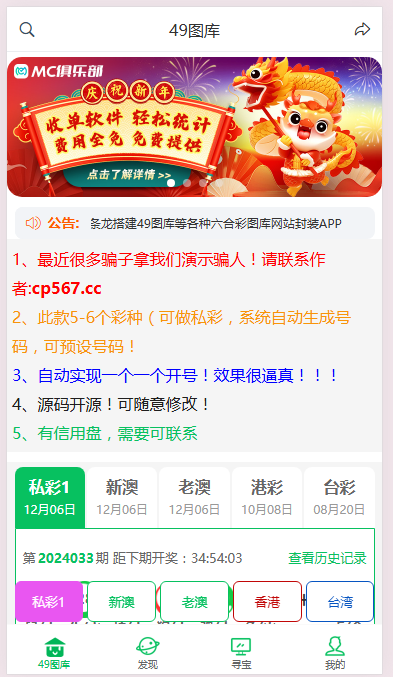 49图库
MC俱乐部
庆祝新年
收单软件 轻松统计
费用全免 免费提供
点击了解详情 >>
公告：条龙搭建49图库等各种六合彩图库网站封装APP
1、最近很多骗子拿我们演示骗人！请联系作
者:cp567.cc
2、此款5-6个彩种（可做私彩，系统自动生成号
码，可预设号码！
3、自动实现一个一个开号！效果很逼真！！！
4、源码开源！可随意修改！
5、有信用盘，需要可联系
私彩1 新澳 老澳 港彩 台彩
12月06日 12月06日 12月06日 10月08日 08月20日
第2024033期 距下期开奖：34:54:03 查看历史记录
私彩1 新澳 老澳 香港 台湾
49图库 发现 寻宝 我的